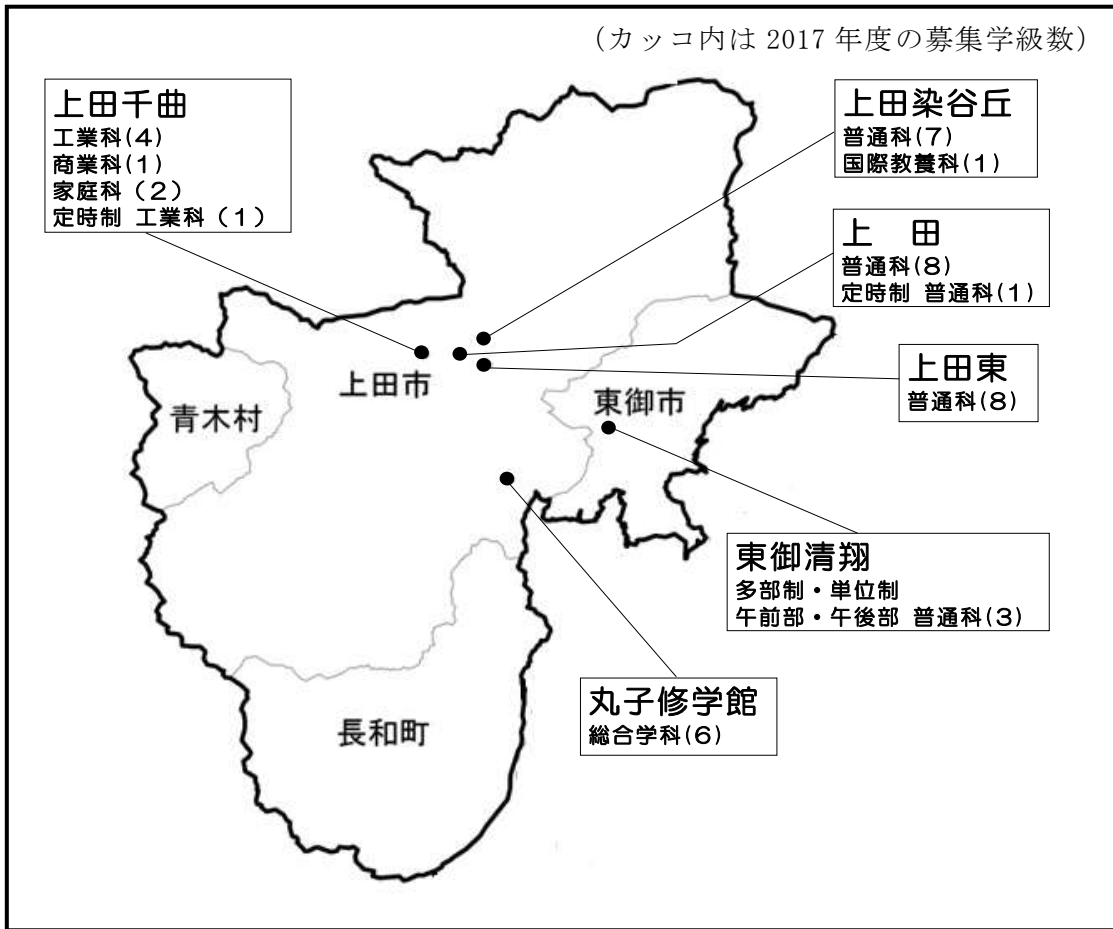 （カッコ内は 2017 年度の募集学級数）
上田千曲
工業科(4)
商業科(1)
家庭科（2）
定時制 工業科（1）
上田染谷丘
普通科(7)
国際教養科(1)
上　田
普通科(8)
定時制 普通科(1)
上田東
普通科(8)
上田市
青木村
東御市
東御清翔
多部制・単位制
午前部・午後部 普通科(3)
丸子修学館
総合学科(6)
長和町